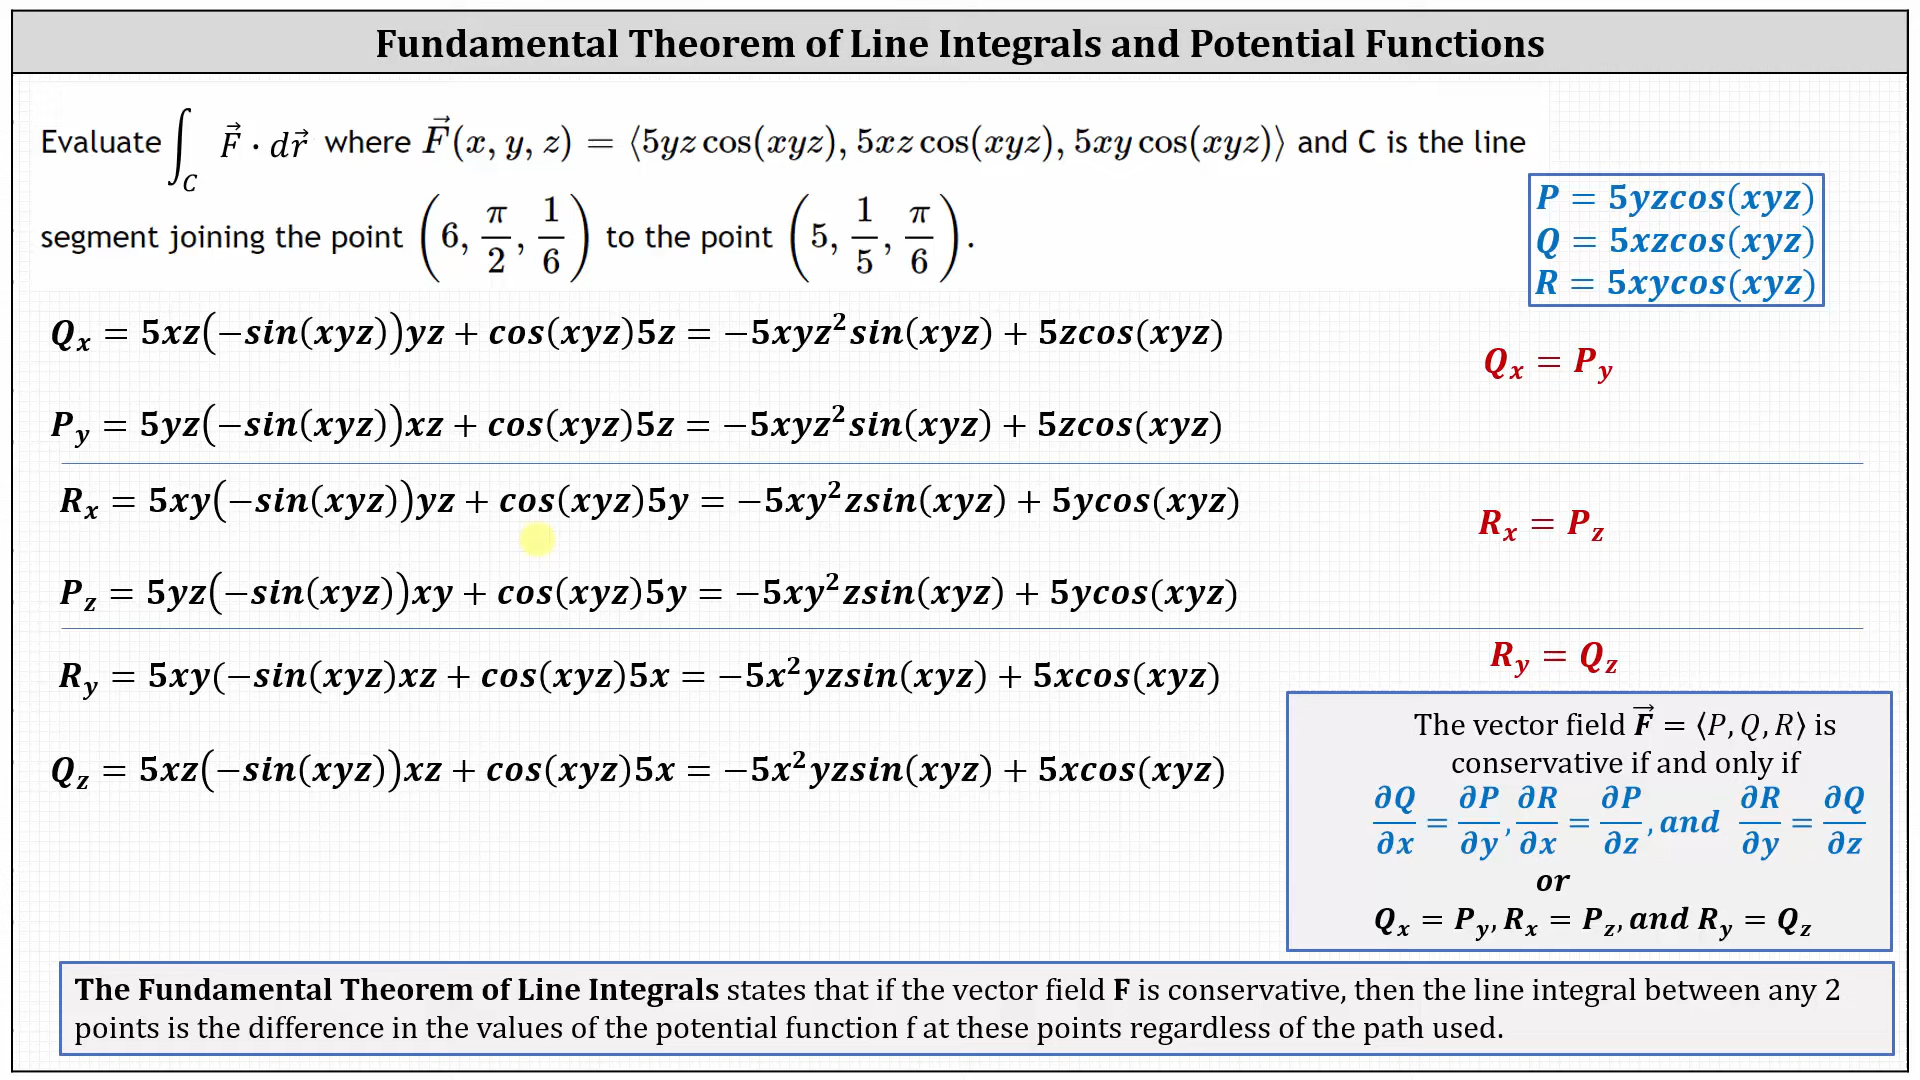 Fundamental Theorem of Line Integrals and Potential Functions
Evaluate ∫_C F⃗ · dr⃗ where F⃗(x, y, z) = ⟨5yz cos(xyz), 5xz cos(xyz), 5xy cos(xyz)⟩ and C is the line
segment joining the point (6, π/2, 1/6) to the point (5, 1/5, π/6).
P = 5yzcos(xyz)
Q = 5xzcos(xyz)
R = 5xycos(xyz)
Qₓ = 5xz(−sin(xyz))yz + cos(xyz)5z = −5xyz²sin(xyz) + 5zcos(xyz)
Qₓ = P_y
P_y = 5yz(−sin(xyz))xz + cos(xyz)5z = −5xyz²sin(xyz) + 5zcos(xyz)
Rₓ = 5xy(−sin(xyz))yz + cos(xyz)5y = −5xy²zsin(xyz) + 5ycos(xyz)
Rₓ = P_z
P_z = 5yz(−sin(xyz))xy + cos(xyz)5y = −5xy²zsin(xyz) + 5ycos(xyz)
R_y = Q_z
R_y = 5xy(−sin(xyz)xz + cos(xyz)5x = −5x²yzsin(xyz) + 5xcos(xyz)
Q_z = 5xz(−sin(xyz))xz + cos(xyz)5x = −5x²yzsin(xyz) + 5xcos(xyz)
The vector field F⃗ = ⟨P, Q, R⟩ is
conservative if and only if
∂Q/∂x = ∂P/∂y, ∂R/∂x = ∂P/∂z, and ∂R/∂y = ∂Q/∂z
or
Qₓ = P_y, Rₓ = P_z, and R_y = Q_z
The Fundamental Theorem of Line Integrals states that if the vector field F is conservative, then the line integral between any 2
points is the difference in the values of the potential function f at these points regardless of the path used.